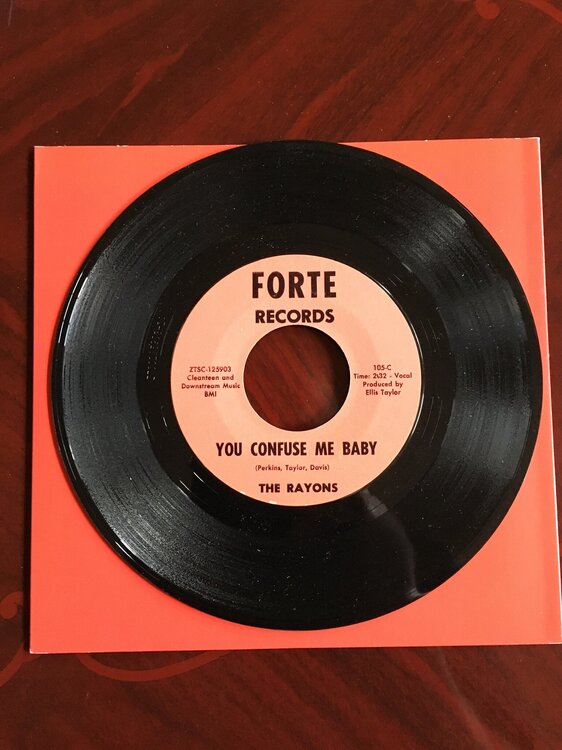 FORTE
RECORDS
ZTSC-125903
Cleanteen and
Downstream Music
BMI
105-C
Time: 2:32 - Vocal
Produced by
Ellis Taylor
YOU CONFUSE ME BABY
(Perkins, Taylor, Davis)
THE RAYONS